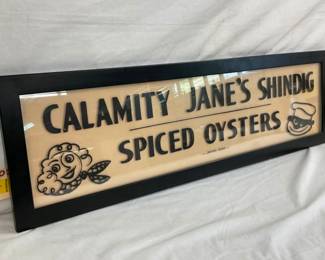 CALAMITY JANE'S SHINDIG
SPICED OYSTERS